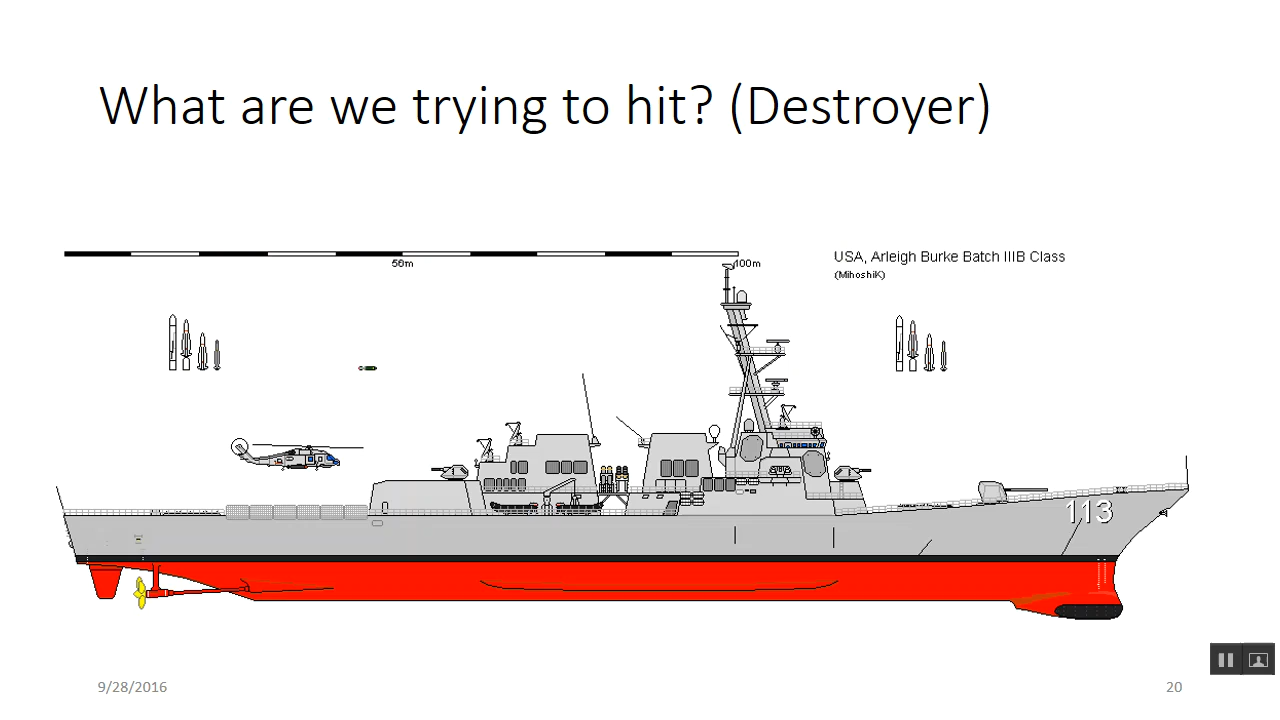 What are we trying to hit? (Destroyer)
50m
100m
USA, Arleigh Burke Batch IIIB Class
(MihoshiK)
113
9/28/2016
20